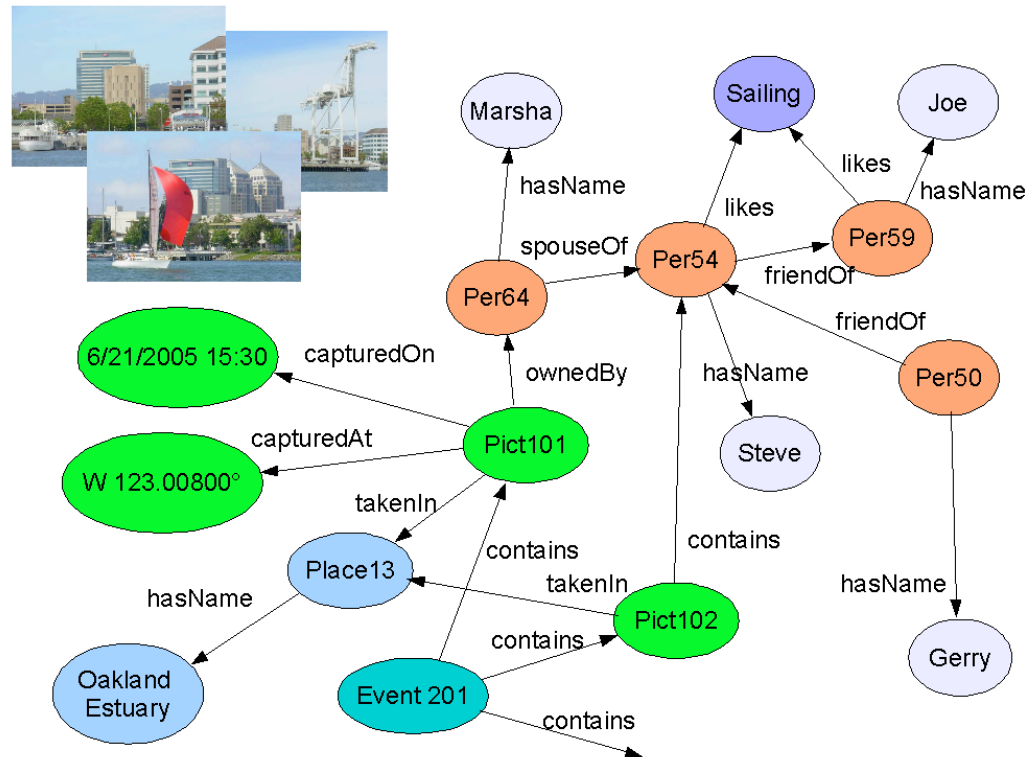 Marsha
Sailing
Joe
hasName
likes
hasName
likes
spouseOf
Per54
Per59
Per64
friendOf
6/21/2005 15:30
capturedOn
friendOf
ownedBy
hasName
Per50
capturedAt
Pict101
Steve
W 123.00800°
takenIn
contains
contains
Place13
takenIn
hasName
hasName
Pict102
contains
Gerry
Oakland
Estuary
Event 201
contains